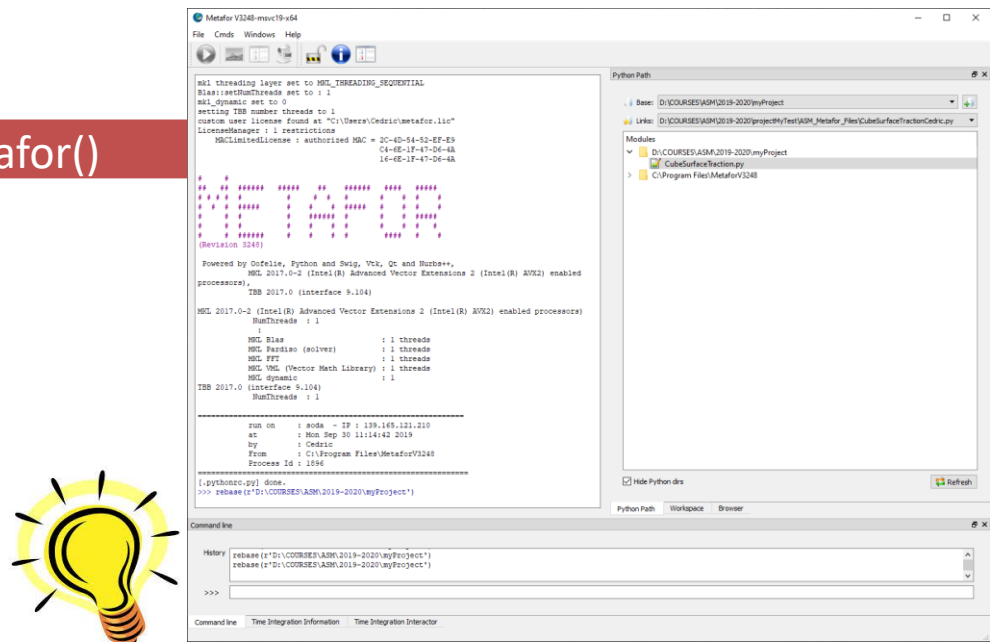 afor()
Metafor V3248-msvc19-x64
File Cmds Windows Help
mkl threading layer set to MKL_THREADING_SEQUENTIAL
Blas::setNumThreads set to : 1
mkl_dynamic set to 0
setting TBB number threads to 1
custom user license found at "C:\Users\Cedric\metafor.lic"
LicenseManager : 1 restrictions
MACLimitedLicense : authorized MAC = 2C-4D-54-52-EF-E9
C4-6E-1F-47-D6-4A
16-6E-1F-47-D6-4A
METAFOR
(Revision 3248)
Powered by Oofelie, Python and Swig, Vtk, Qt and Nurbs++,
MKL 2017.0-2 (Intel(R) Advanced Vector Extensions 2 (Intel(R) AVX2) enabled
processors),
TBB 2017.0 (interface 9.104)
MKL 2017.0-2 (Intel(R) Advanced Vector Extensions 2 (Intel(R) AVX2) enabled processors)
NumThreads : 1
:
MKL Blas : 1 threads
MKL Pardiso (solver) : 1 threads
MKL FFT : 1 threads
MKL VML (Vector Math Library) : 1 threads
MKL dynamic : 1
TBB 2017.0 (interface 9.104)
NumThreads : 1
run on : soda - IP : 139.165.121.210
at : Mon Sep 30 11:14:42 2019
by : Cedric
From : C:\Program Files\MetaforV3248
Process Id : 1896
[.pythonrc.py] done.
>>> rebase(r'D:\COURSES\ASM\2019-2020\myProject')
Python Path
Base: D:\COURSES\ASM\2019-2020\myProject
Links: D:\COURSES\ASM\2019-2020\projectMyTest\ASM_Metafor_Files\CubeSurfaceTractionCedric.py
Modules
D:\COURSES\ASM\2019-2020\myProject
CubeSurfaceTraction.py
C:\Program Files\MetaforV3248
Hide Python dirs
Refresh
Python Path Workspace Browser
Command line
History
rebase(r'D:\COURSES\ASM\2019-2020\myProject')
rebase(r'D:\COURSES\ASM\2019-2020\myProject')
>>>
Command line Time Integration Information Time Integration Interactor